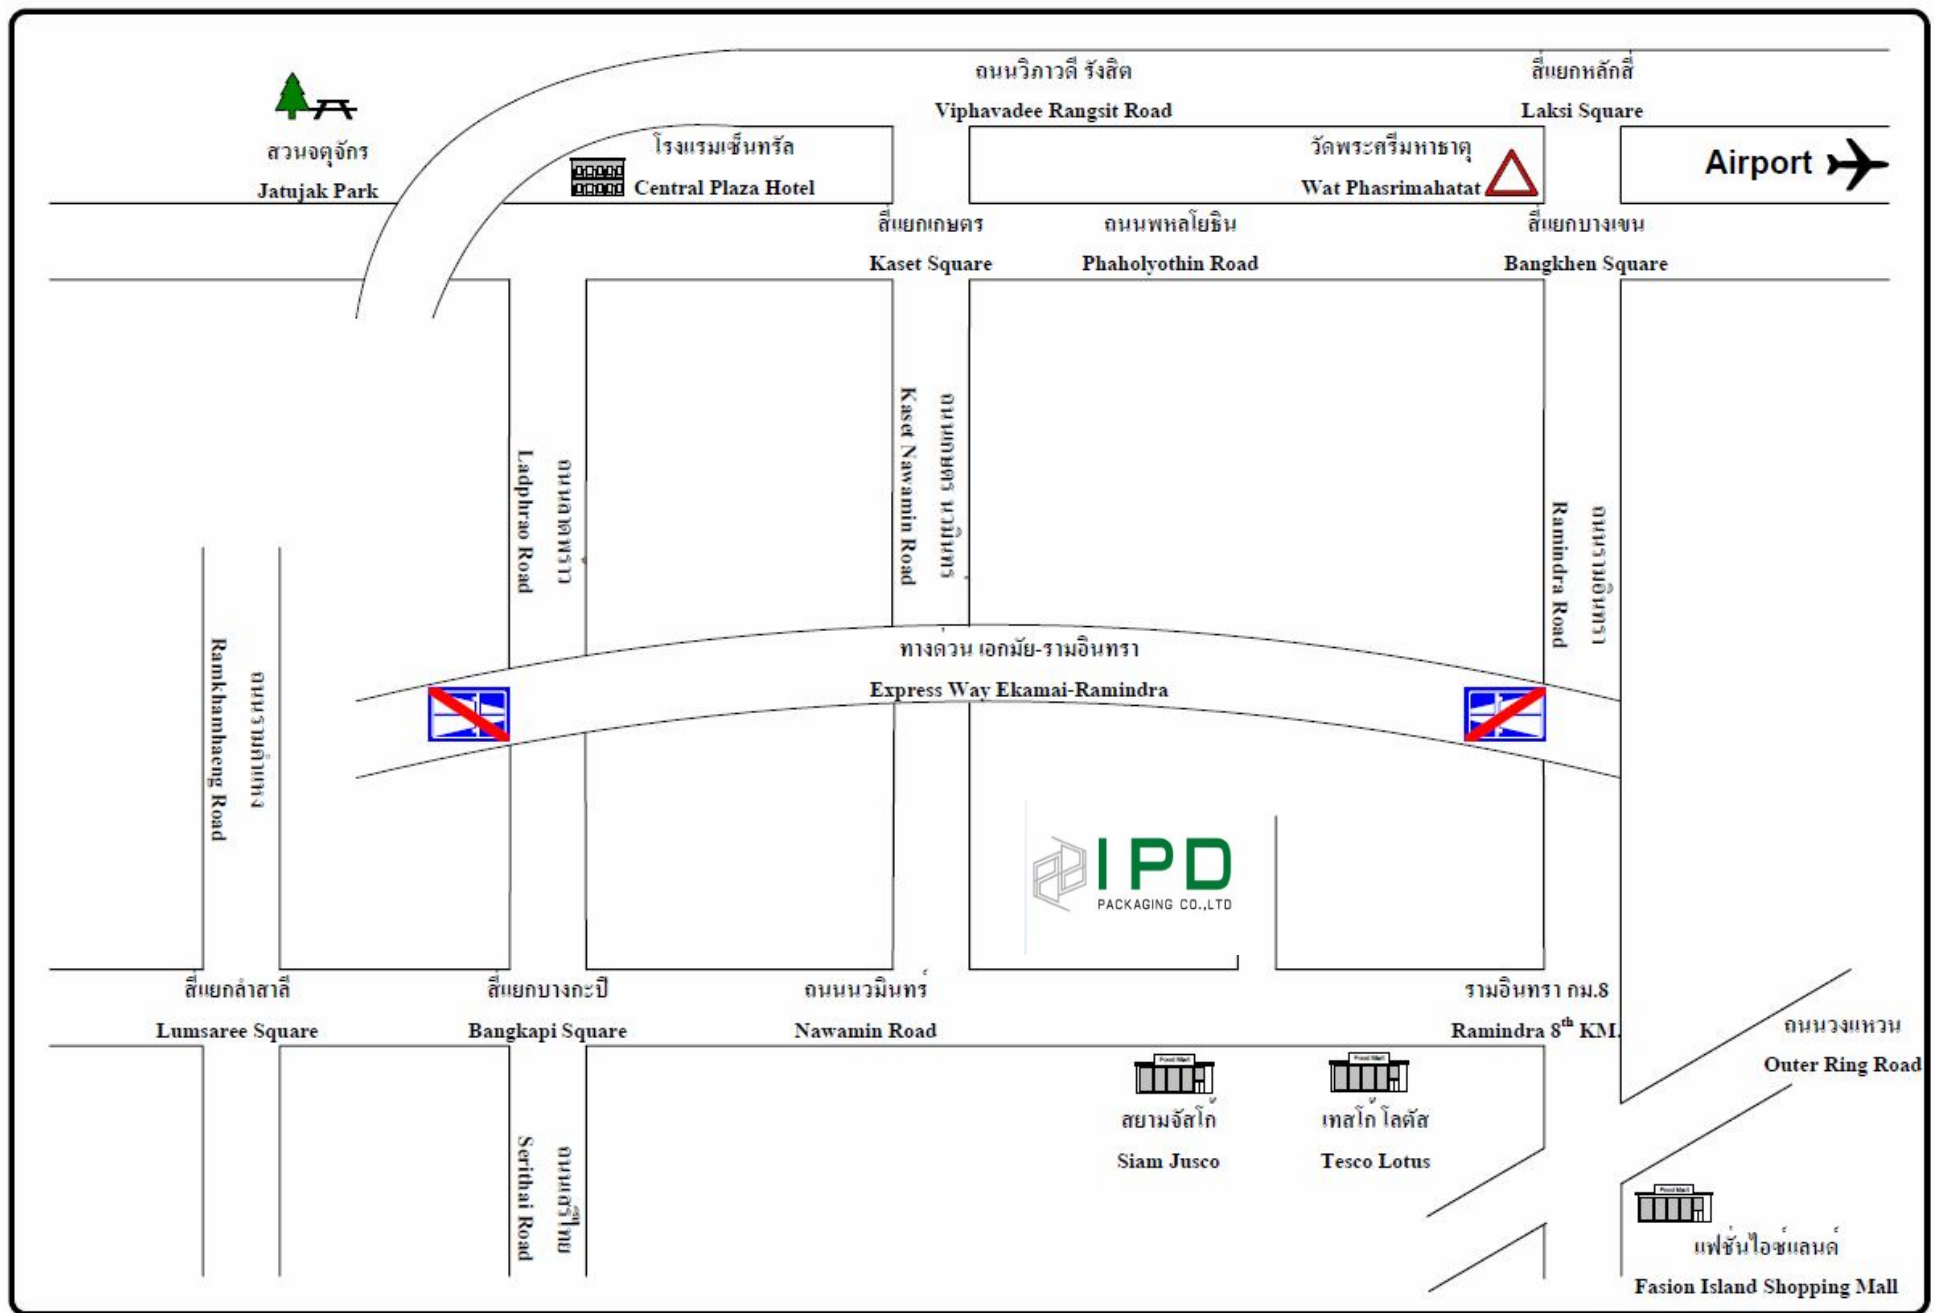 ถนนวิภาวดี รังสิต
Viphavadee Rangsit Road
สี่แยกหลักสี่
Laksi Square
สวนจตุจักร
Jatujak Park
โรงแรมเซ็นทรัล
Central Plaza Hotel
วัดพระศรีมหาธาตุ
Wat Phasrimahatat
Airport
สี่แยกเกษตร
Kaset Square
ถนนพหลโยธิน
Phaholyothin Road
สี่แยกบางเขน
Bangkhen Square
ถนนลาดพร้าว
Ladphrao Road
ถนนเกษตร นวมินทร์
Kaset Nawamin Road
ถนนรามอินทรา
Ramindra Road
ถนนรามคำแหง
Ramkhamhaeng Road
ทางด่วน เอกมัย-รามอินทรา
Express Way Ekamai-Ramindra
IPD
PACKAGING CO.,LTD
สี่แยกลำสาลี
Lumsaree Square
สี่แยกบางกะปิ
Bangkapi Square
ถนนนวมินทร์
Nawamin Road
รามอินทรา กม.8
Ramindra 8th KM.
ถนนวงแหวน
Outer Ring Road
Food Mart
สยามจัสโก้
Siam Jusco
Food Mart
เทสโก้ โลตัส
Tesco Lotus
ถนนเสรีไทย
Serithai Road
Food Mart
แฟชั่นไอซ์แลนด์
Fasion Island Shopping Mall